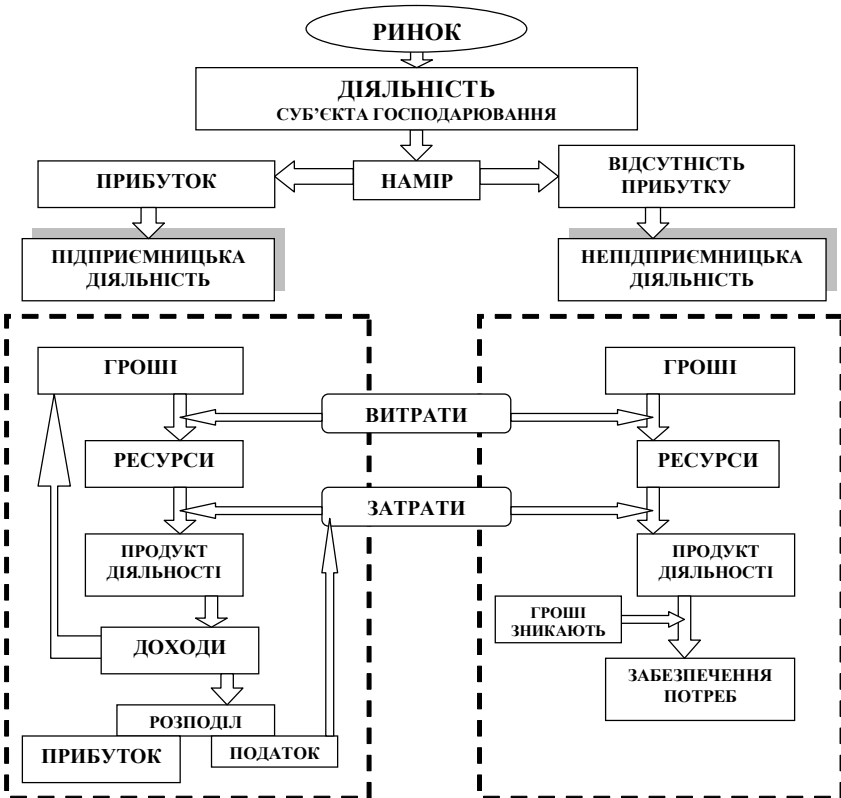 РИНОК
ДІЯЛЬНІСТЬ
СУБ’ЄКТА ГОСПОДАРЮВАННЯ
ПРИБУТОК
НАМІР
ВІДСУТНІСТЬ
ПРИБУТКУ
ПІДПРИЄМНИЦЬКА
ДІЯЛЬНІСТЬ
НЕПІДПРИЄМНИЦЬКА
ДІЯЛЬНІСТЬ
ГРОШІ
ГРОШІ
ВИТРАТИ
РЕСУРСИ
РЕСУРСИ
ЗАТРАТИ
ПРОДУКТ
ДІЯЛЬНОСТІ
ПРОДУКТ
ДІЯЛЬНОСТІ
ГРОШІ
ЗНИКАЮТЬ
ДОХОДИ
ЗАБЕЗПЕЧЕННЯ
ПОТРЕБ
РОЗПОДІЛ
ПРИБУТОК
ПОДАТОК